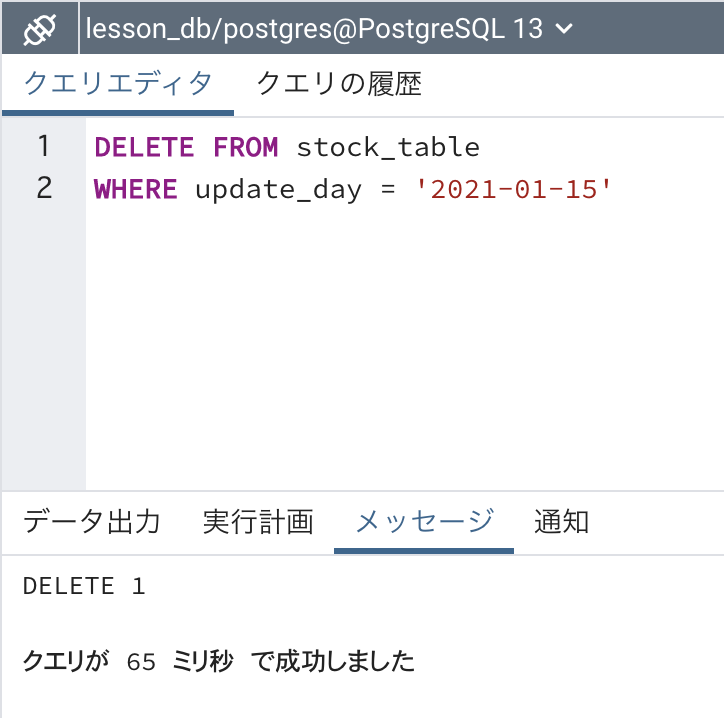 lesson_db/postgres@PostgreSQL 13
クエリエディタ クエリの履歴
1 DELETE FROM stock_table
2 WHERE update_day = '2021-01-15'
データ出力 実行計画 メッセージ 通知
DELETE 1
クエリが 65 ミリ秒 で成功しました